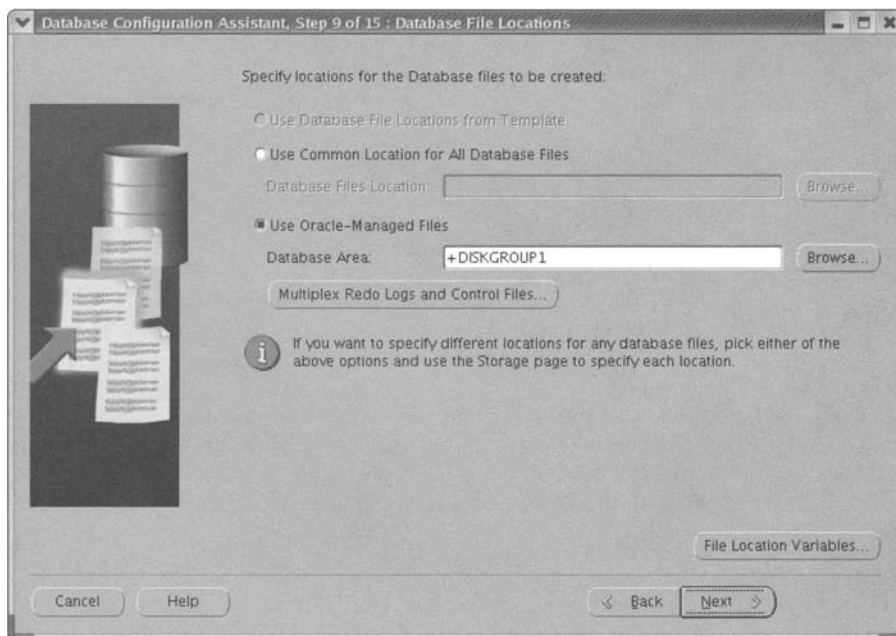 Database Configuration Assistant, Step 9 of 15 : Database File Locations
Specify locations for the Database files to be created:
Use Database File Locations from Template
Use Common Location for All Database Files
Database Files Location:
Browse...
Use Oracle-Managed Files
Database Area:
+DISKGROUP1
Browse...
Multiplex Redo Logs and Control Files...
If you want to specify different locations for any database files, pick either of the
above options and use the Storage page to specify each location.
File Location Variables...
Cancel
Help
Back
Next